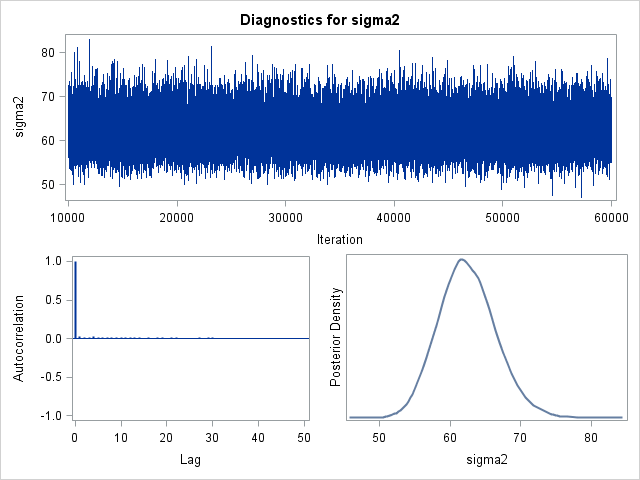 Diagnostics for sigma2
sigma2
80
70
60
50
10000 20000 30000 40000 50000 60000
Iteration
Autocorrelation
1.0
0.5
0.0
-0.5
-1.0
0 10 20 30 40 50
Lag
Posterior Density
50 60 70 80
sigma2